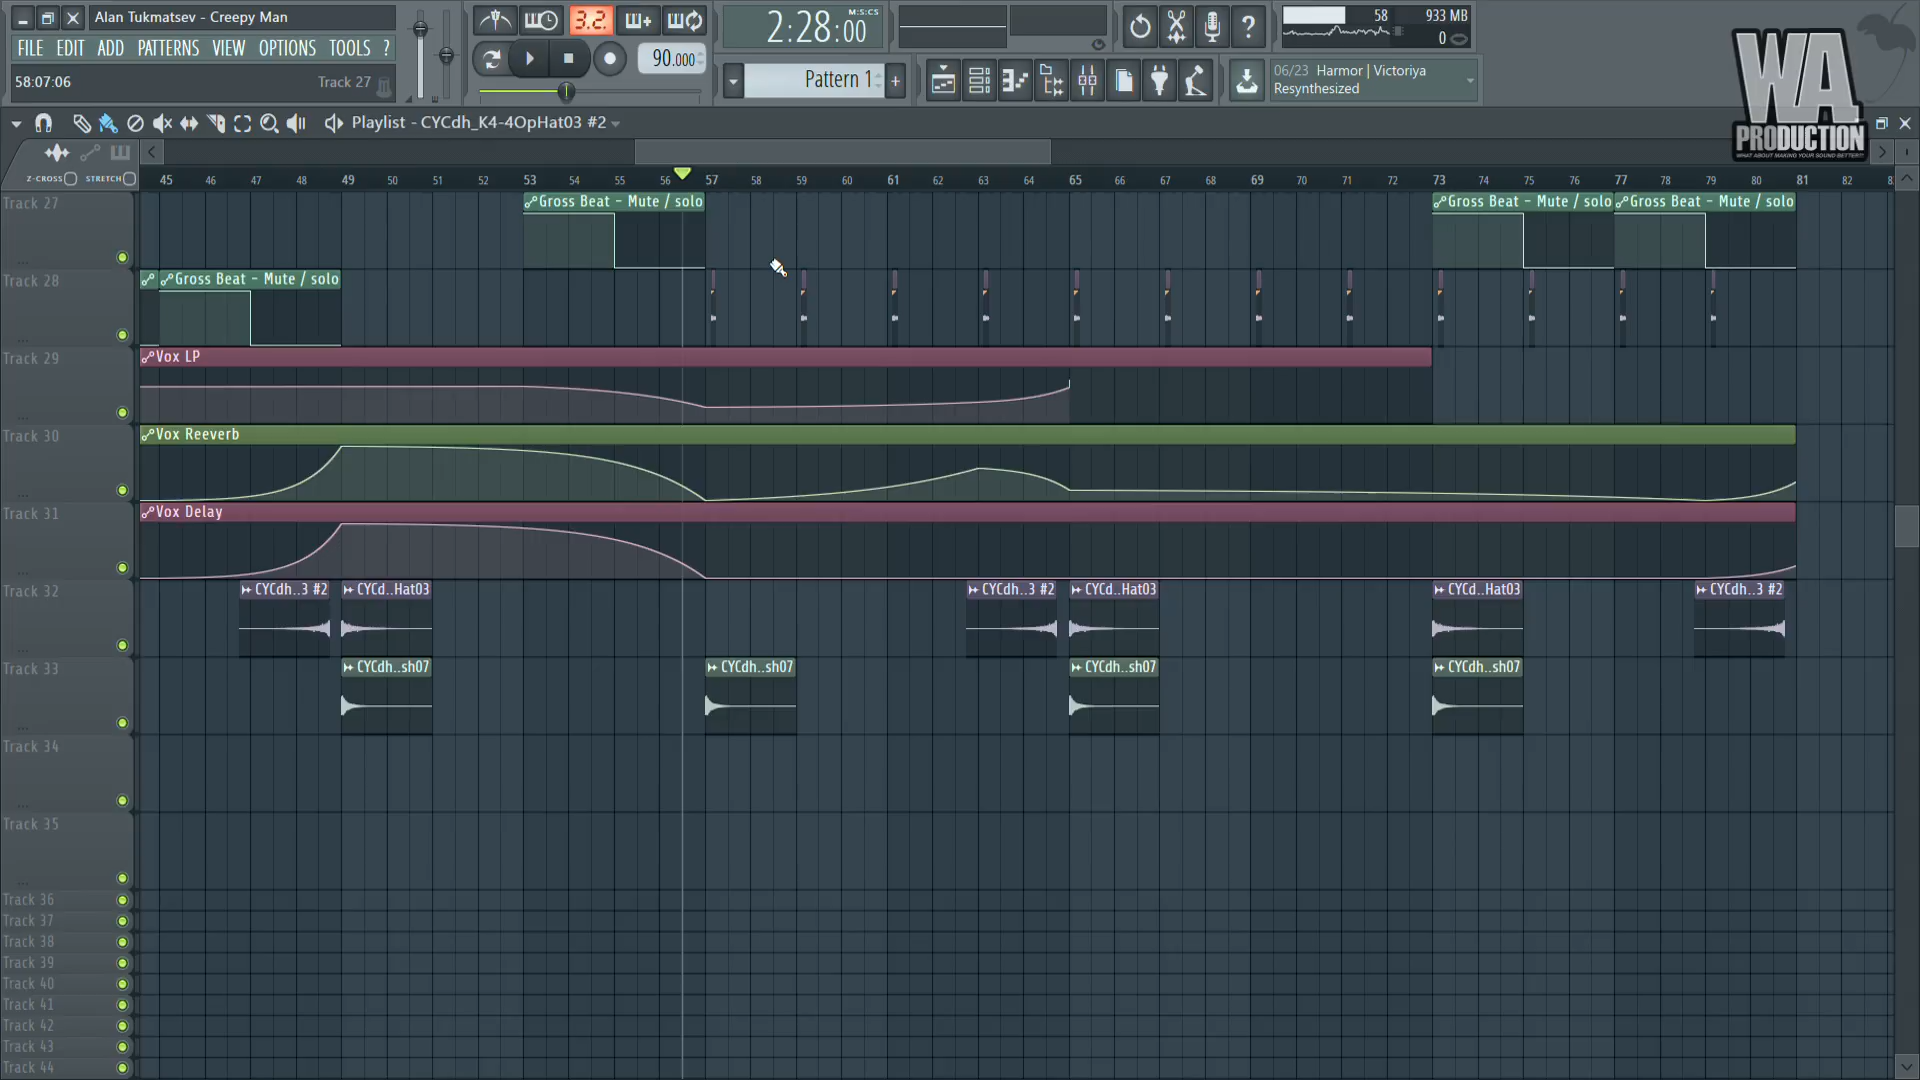 Alan Tukmatsev - Creepy Man
FILE EDIT ADD PATTERNS VIEW OPTIONS TOOLS ?
58:07:06 Track 27
3.2.
90.000
2:28:00
M:S:CS
Pattern 1
58
933 MB
0
06/23 Harmor | Victoriya
Resynthesized
WA
PRODUCTION
WHAT ABOUT MAKING YOUR SOUND BETTER?
Playlist - CYCdh_K4-4OpHat03 #2
Z-CROSS STRETCH
45 46 47 48 49 50 51 52 53 54 55 56 57 58 59 60 61 62 63 64 65 66 67 68 69 70 71 72 73 74 75 76 77 78 79 80 81 82
Track 27
Gross Beat - Mute / solo
Gross Beat - Mute / solo
Gross Beat - Mute / solo
Track 28
Gross Beat - Mute / solo
Track 29
Vox LP
Track 30
Vox Reeverb
Track 31
Vox Delay
Track 32
CYCdh..3 #2
CYCd..Hat03
CYCdh..3 #2
CYCd..Hat03
CYCd..Hat03
CYCdh..3 #2
Track 33
CYCdh..sh07
CYCdh..sh07
CYCdh..sh07
CYCdh..sh07
Track 34
Track 35
Track 36
Track 37
Track 38
Track 39
Track 40
Track 41
Track 42
Track 43
Track 44